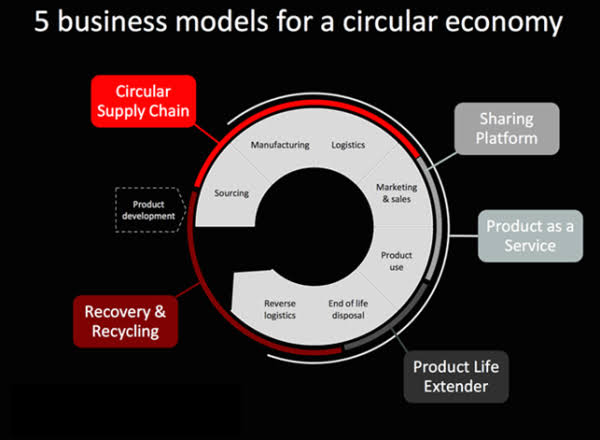 5 business models for a circular economy
Circular
Supply Chain
Sharing
Platform
Manufacturing
Logistics
Sourcing
Marketing
& sales
Product
development
Product as a
Service
Product
use
Recovery &
Recycling
Reverse
logistics
End of life
disposal
Product Life
Extender